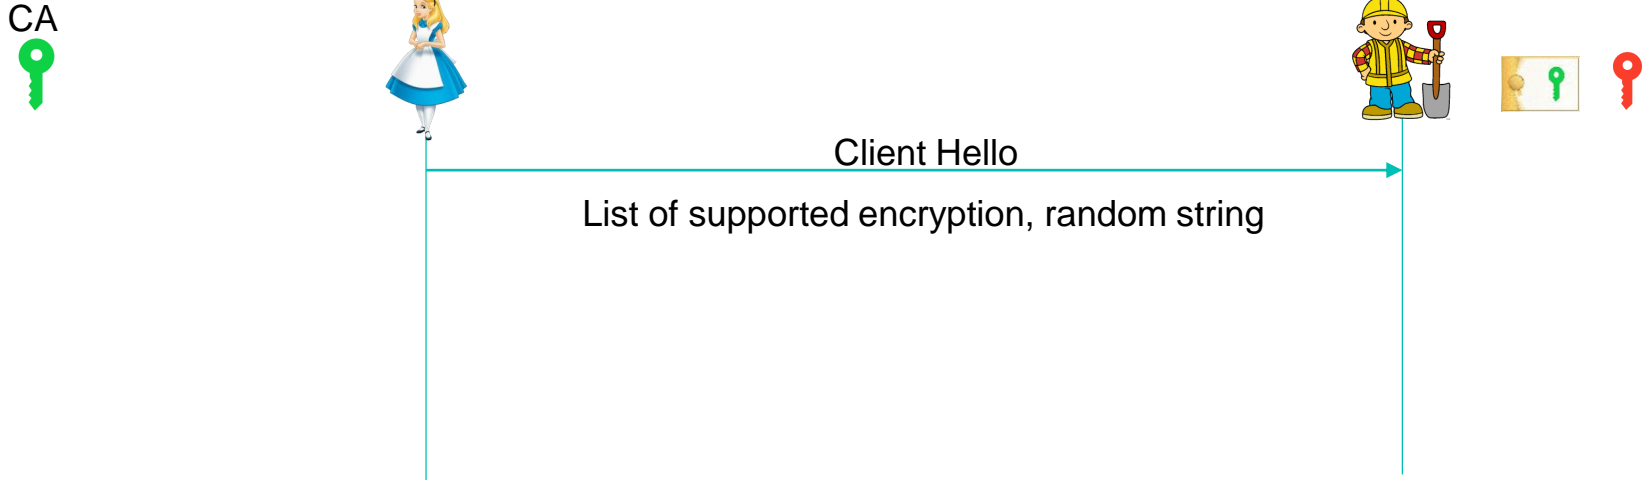 CA
Client Hello
List of supported encryption, random string